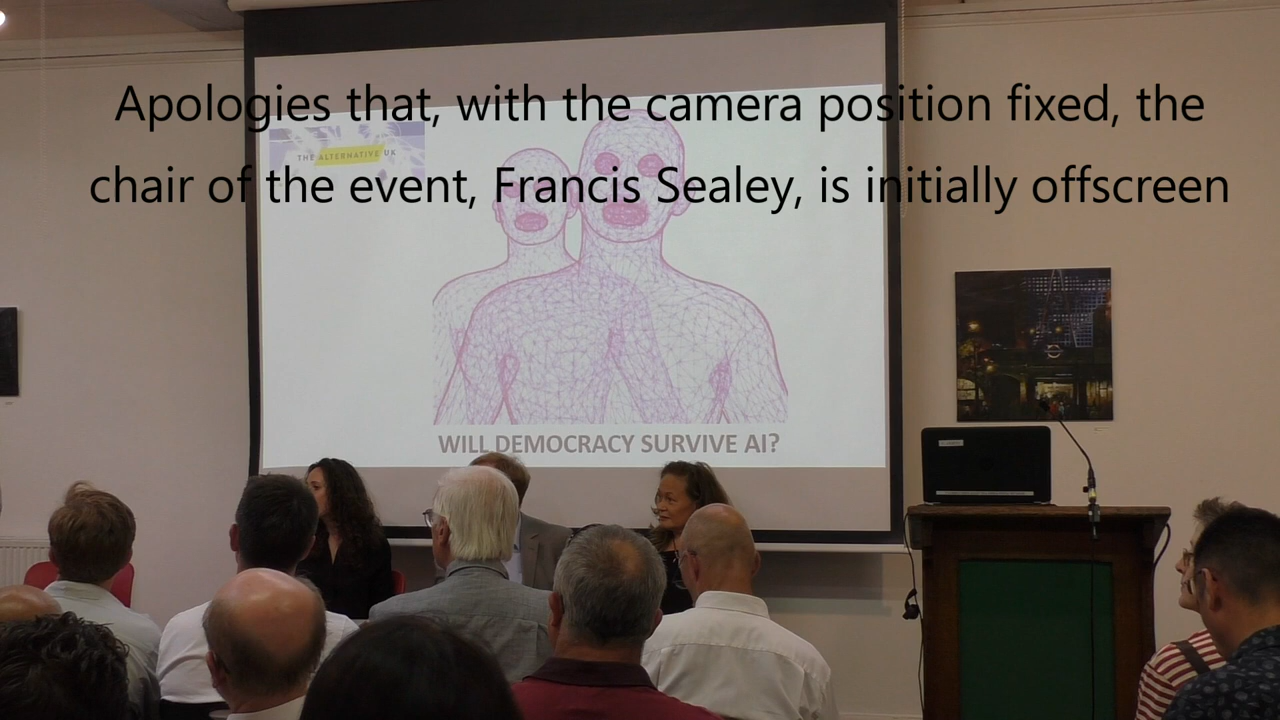 Apologies that, with the camera position fixed, the
chair of the event, Francis Sealey, is initially offscreen
THE ALTERNATIVE UK
WILL DEMOCRACY SURVIVE AI?